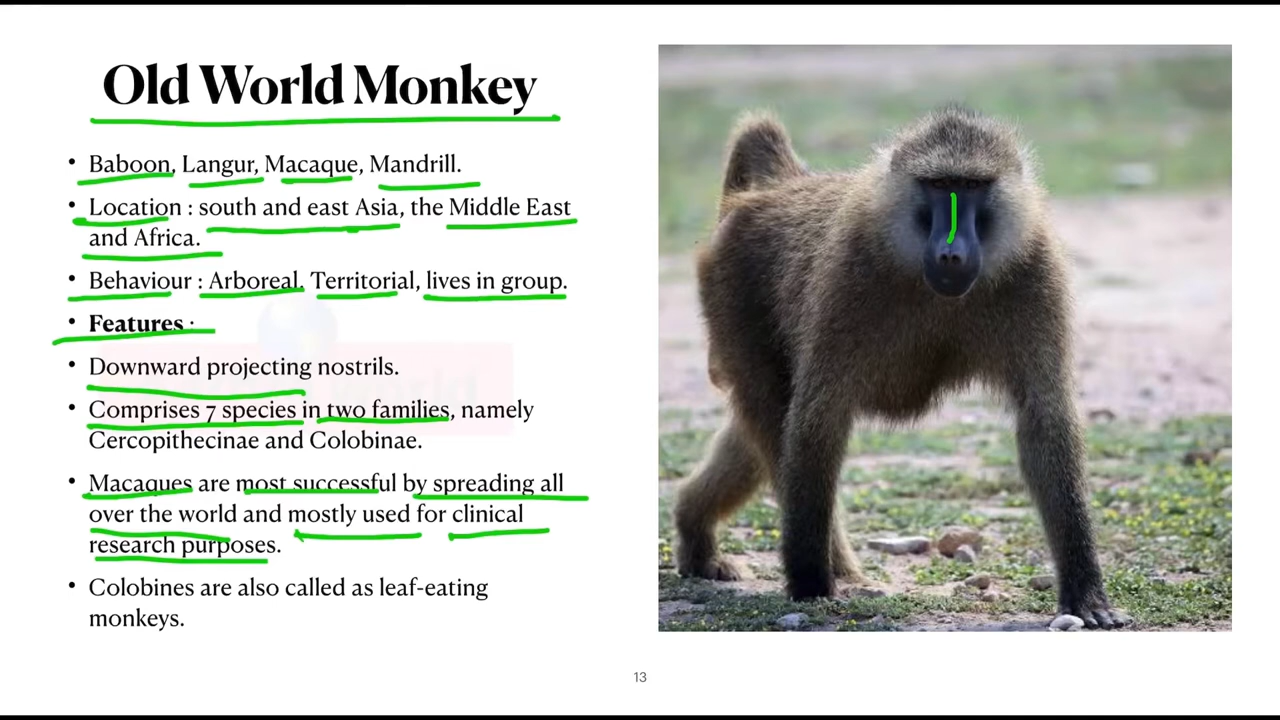 Old World Monkey
• Baboon, Langur, Macaque, Mandrill.
• Location : south and east Asia, the Middle East
and Africa.
• Behaviour : Arboreal. Territorial, lives in group.
• Features :
• Downward projecting nostrils.
• Comprises 7 species in two families, namely
Cercopithecinae and Colobinae.
• Macaques are most successful by spreading all
over the world and mostly used for clinical
research purposes.
• Colobines are also called as leaf-eating
monkeys.
13